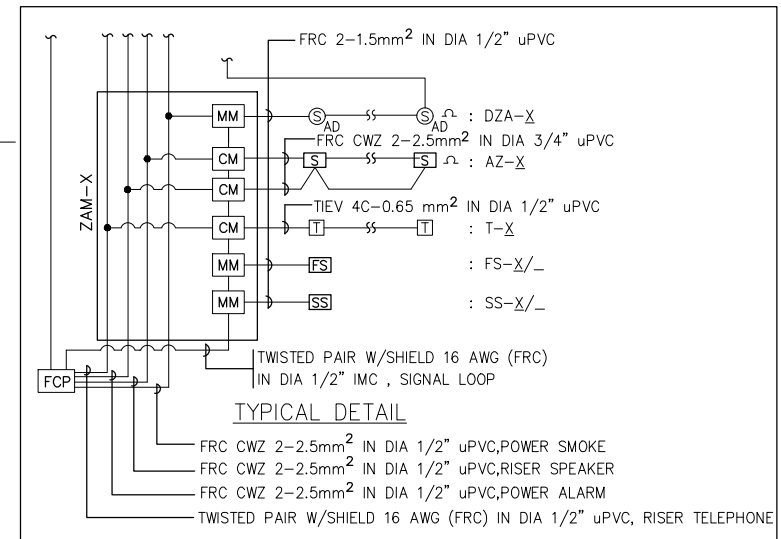 FRC 2-1.5mm² IN DIA 1/2" uPVC
MM S AD S AD Ω : DZA-X
FRC CWZ 2-2.5mm² IN DIA 3/4" uPVC
CM S S Ω : AZ-X
CM
TIEV 4C-0.65 mm² IN DIA 1/2" uPVC
CM T T : T-X
MM FS : FS-X/_
MM SS : SS-X/_
ZAM-X
FCP
TWISTED PAIR W/SHIELD 16 AWG (FRC)
IN DIA 1/2" IMC , SIGNAL LOOP
TYPICAL DETAIL
FRC CWZ 2-2.5mm² IN DIA 1/2" uPVC,POWER SMOKE
FRC CWZ 2-2.5mm² IN DIA 1/2" uPVC,RISER SPEAKER
FRC CWZ 2-2.5mm² IN DIA 1/2" uPVC,POWER ALARM
TWISTED PAIR W/SHIELD 16 AWG (FRC) IN DIA 1/2" uPVC, RISER TELEPHONE